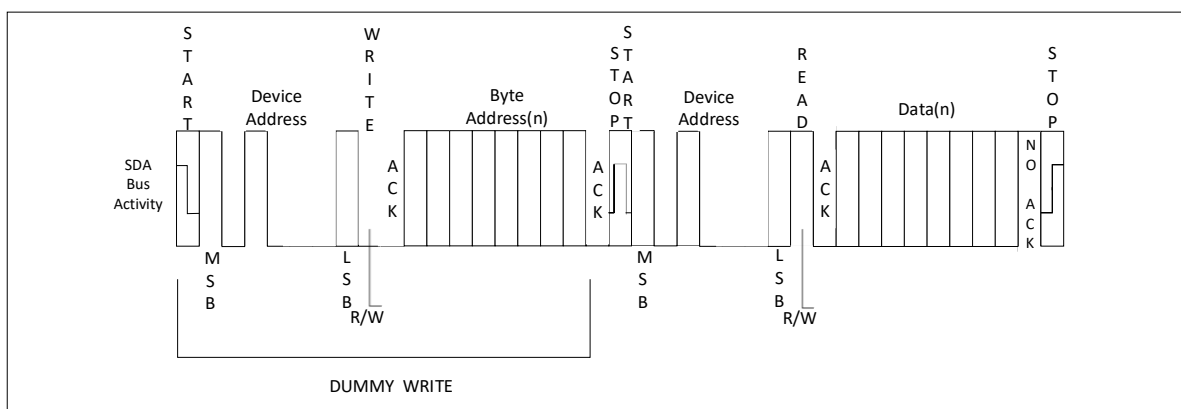 START
WRITE
STOP
START
READ
STOP
Device
Address
Byte
Address(n)
Device
Address
Data(n)
SDA
Bus
Activity
ACK
ACK
ACK
NO ACK
MSB
LSB
R/W
MSB
LSB
R/W
DUMMY WRITE